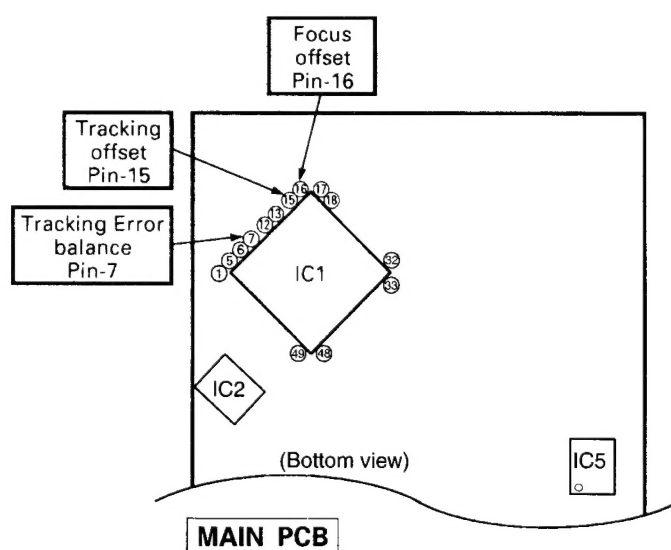 Focus
offset
Pin-16
Tracking
offset
Pin-15
Tracking Error
balance
Pin-7
16 17
15 18
13
12
7
6
5
1
IC1
32
33
49 48
IC2
(Bottom view)
IC5
MAIN PCB